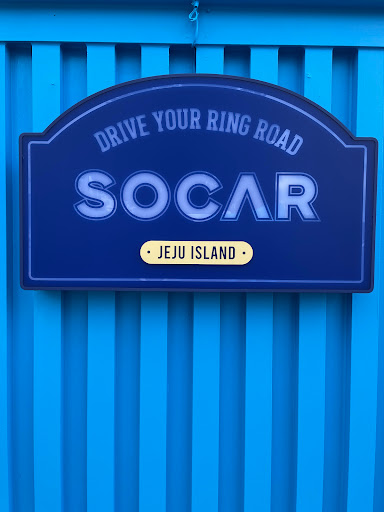 DRIVE YOUR RING ROAD
SOCAR
· JEJU ISLAND ·